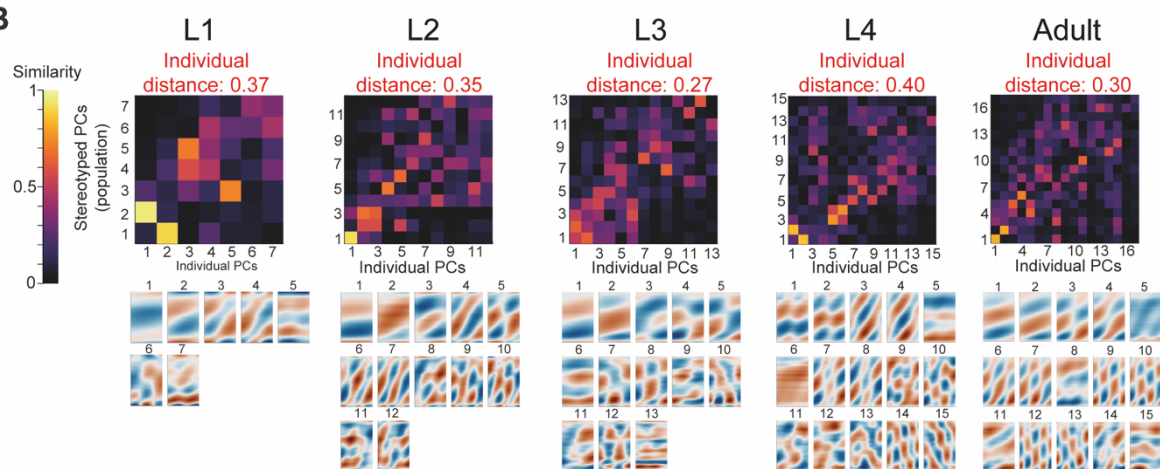 B
L1 L2 L3 L4 Adult
Individual distance: 0.37
Individual distance: 0.35
Individual distance: 0.27
Individual distance: 0.40
Individual distance: 0.30
Similarity
1
0.5
0
Stereotyped PCs
(population)
7
6
5
4
3
2
1
1 2 3 4 5 6 7
Individual PCs
11
9
7
5
3
1
1 3 5 7 9 11
Individual PCs
13
11
9
7
5
3
1
1 3 5 7 9 11 13
Individual PCs
15
13
11
9
7
5
3
1
1 3 5 7 9 11 13 15
Individual PCs
16
13
10
7
4
1
1 4 7 10 13 16
Individual PCs
1 2 3 4 5
6 7
1 2 3 4 5
6 7 8 9 10
11 12
1 2 3 4 5
6 7 8 9 10
11 12 13
1 2 3 4 5
6 7 8 9 10
11 12 13 14 15
1 2 3 4 5
6 7 8 9 10
11 12 13 14 15